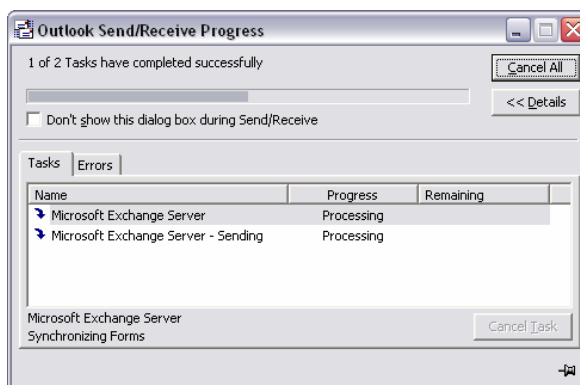 Outlook Send/Receive Progress
1 of 2 Tasks have completed successfully
Cancel All
<< Details
Don't show this dialog box during Send/Receive
Tasks Errors
Name Progress Remaining
Microsoft Exchange Server Processing
Microsoft Exchange Server - Sending Processing
Microsoft Exchange Server
Synchronizing Forms
Cancel Task